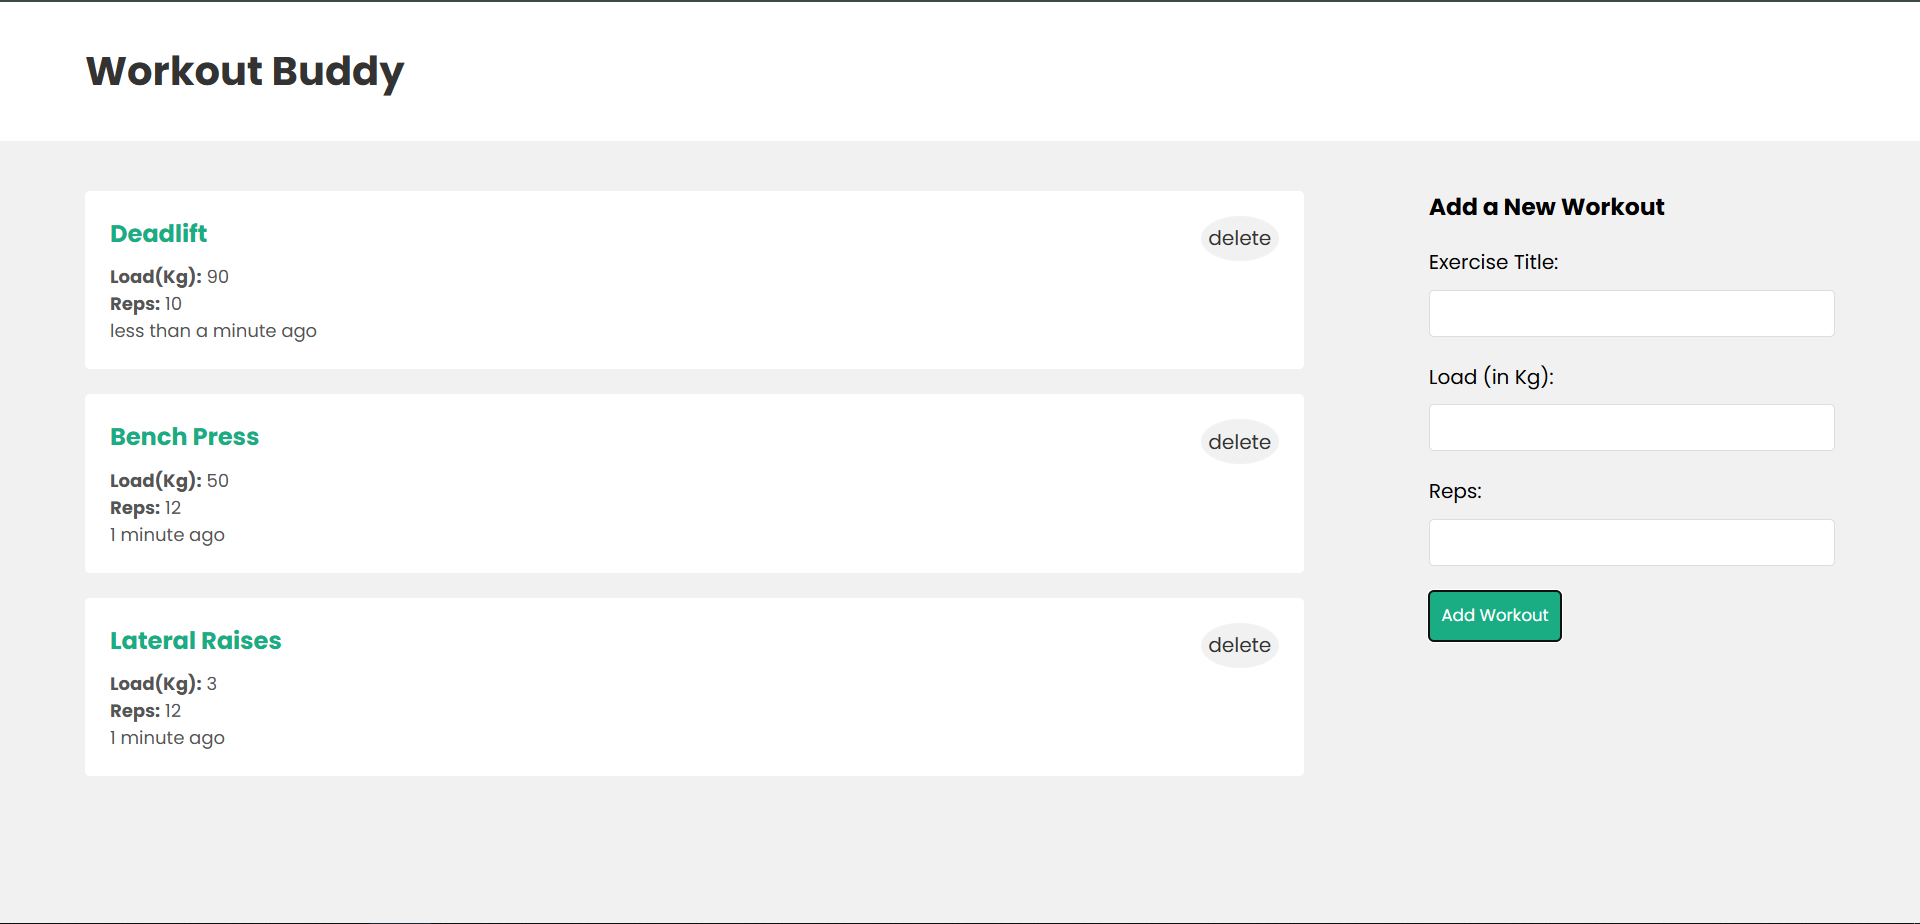 Workout Buddy
Deadlift
delete
Load(Kg): 90
Reps: 10
less than a minute ago
Bench Press
delete
Load(Kg): 50
Reps: 12
1 minute ago
Lateral Raises
delete
Load(Kg): 3
Reps: 12
1 minute ago
Add a New Workout
Exercise Title:
Load (in Kg):
Reps:
Add Workout